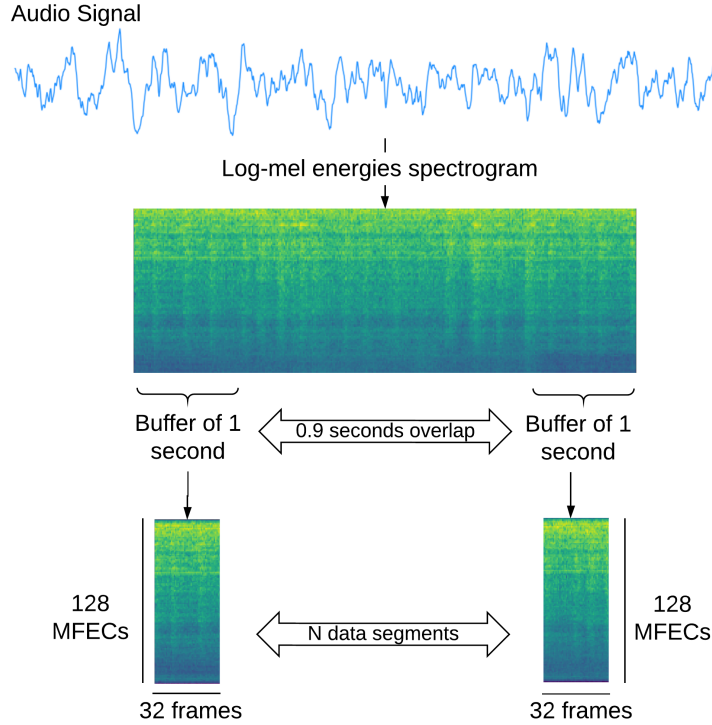 Audio Signal
Log-mel energies spectrogram
Buffer of 1
second
0.9 seconds overlap
Buffer of 1
second
128
MFECs
N data segments
128
MFECs
32 frames
32 frames